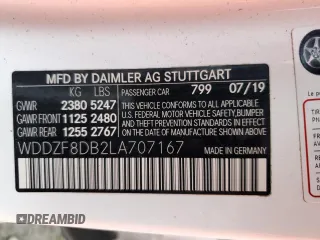 MFD BY DAIMLER AG STUTTGART
KG LBS PASSENGER CAR 799 07/19
GVWR 2380 5247 THIS VEHICLE CONFORMS TO ALL APPLICABLE
GAWR FRONT 1125 2480 U.S. FEDERAL MOTOR VEHICLE SAFETY, BUMPER,
GAWR REAR 1255 2767 AND THEFT PREVENTION STANDARDS IN EFFECT
ON THE DATE OF MANUFACTURE SHOWN ABOVE.
WDDZF8DB2LA707167 MADE IN GERMANY
© AUTOBIDCAR